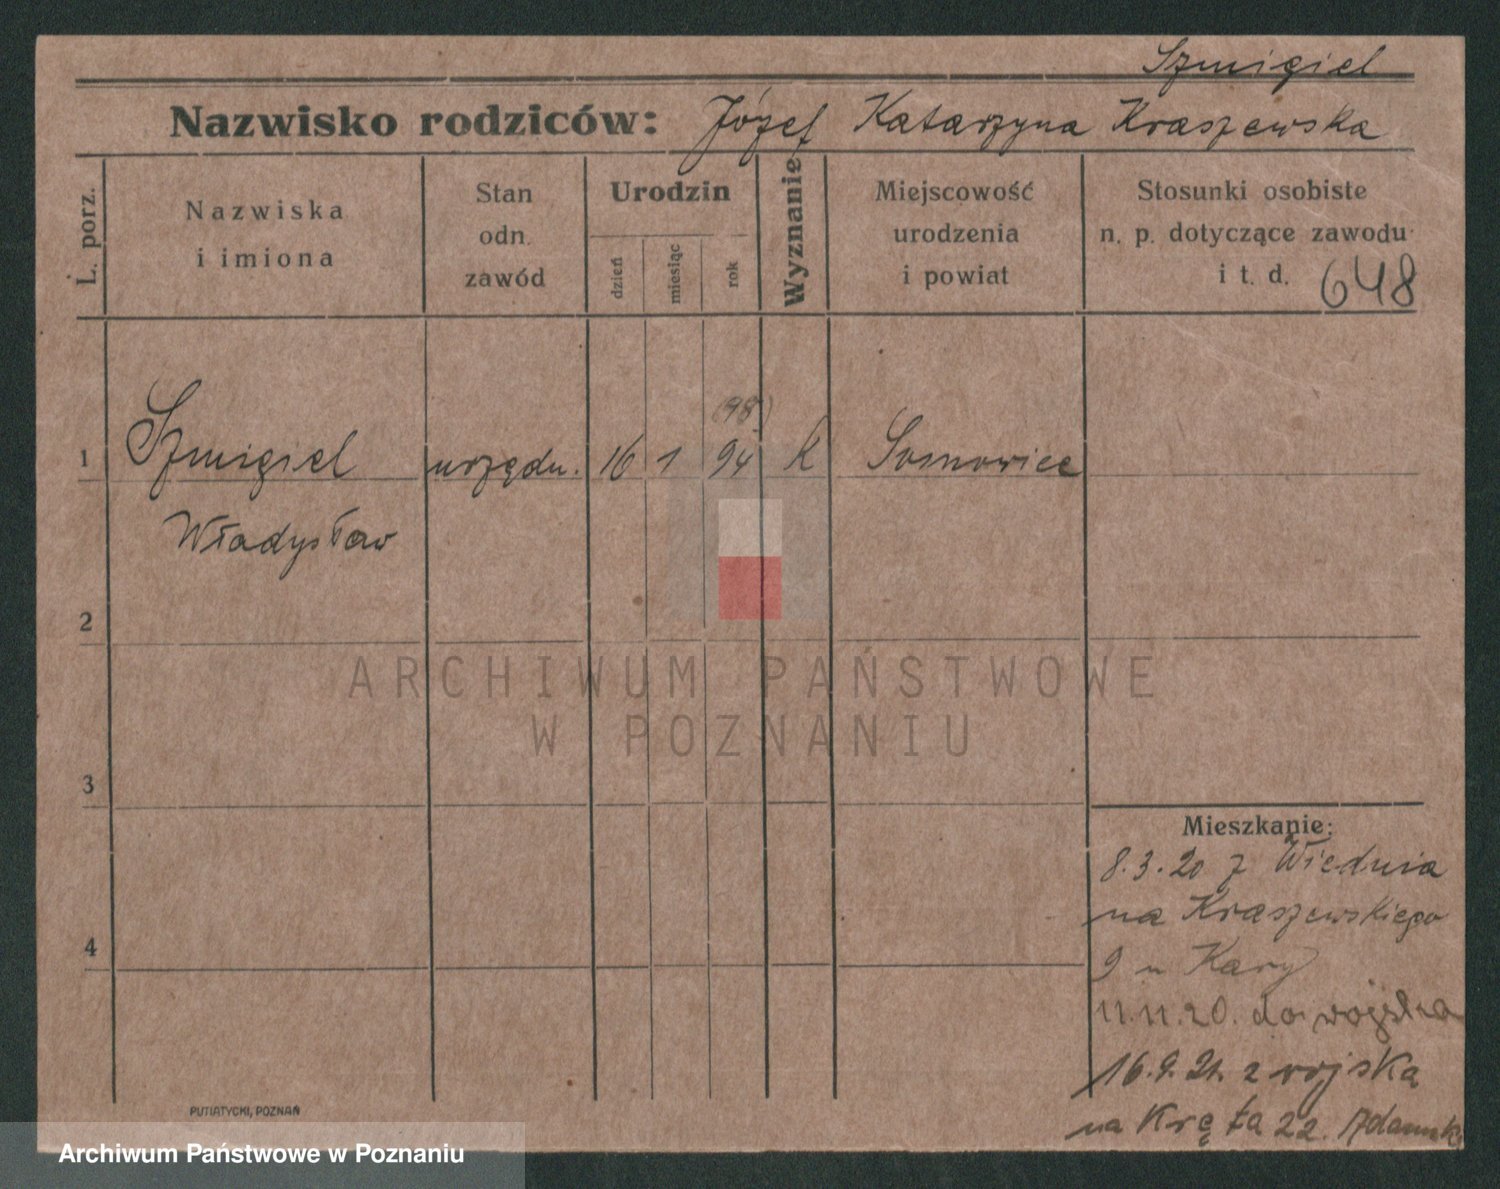 Szmigiel
Nazwisko rodziców: Józef Katarzyna Kraszewska
L. porz.
Nazwiska
i imiona
Stan
odn.
zawód
Urodzin
dzień
miesiąc
rok
Wyznanie
Miejscowość
urodzenia
i powiat
Stosunki osobiste
n. p. dotyczące zawodu
i t. d. 648
(98)
1 Szmigiel urzędn. 16 1 94 k Sosnowice
Władysław
2
3
4
ARCHIWUM PAŃSTWOWE
W POZNANIU
Mieszkanie:
8.3.20 z Wiednia
na Kraszewskiego
9 u Kary
11.11.20. do wojska
16.9.21. z wojska
na Kręta 22.
PUTIATYCKI, POZNAŃ
Archiwum Państwowe w Poznaniu